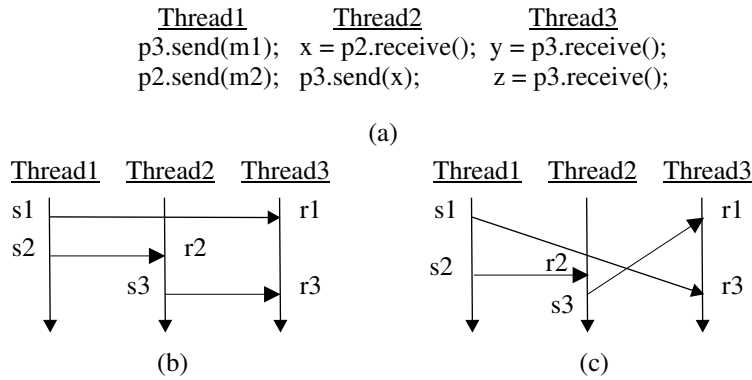 Thread1 Thread2 Thread3
p3.send(m1); x = p2.receive(); y = p3.receive();
p2.send(m2); p3.send(x); z = p3.receive();
(a)
Thread1 Thread2 Thread3
s1 r1
s2 r2
s3 r3
(b)
Thread1 Thread2 Thread3
s1 r1
s2 r2
s3 r3
(c)